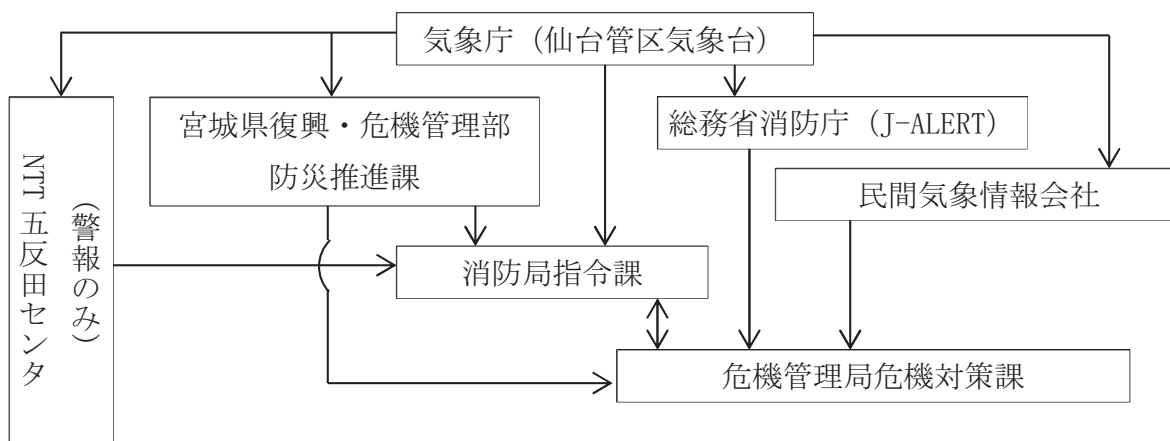 気象庁（仙台管区気象台）
宮城県復興・危機管理部
防災推進課
総務省消防庁（J-ALERT）
民間気象情報会社
NTT 五反田センタ
（警報のみ）
消防局指令課
危機管理局危機対策課